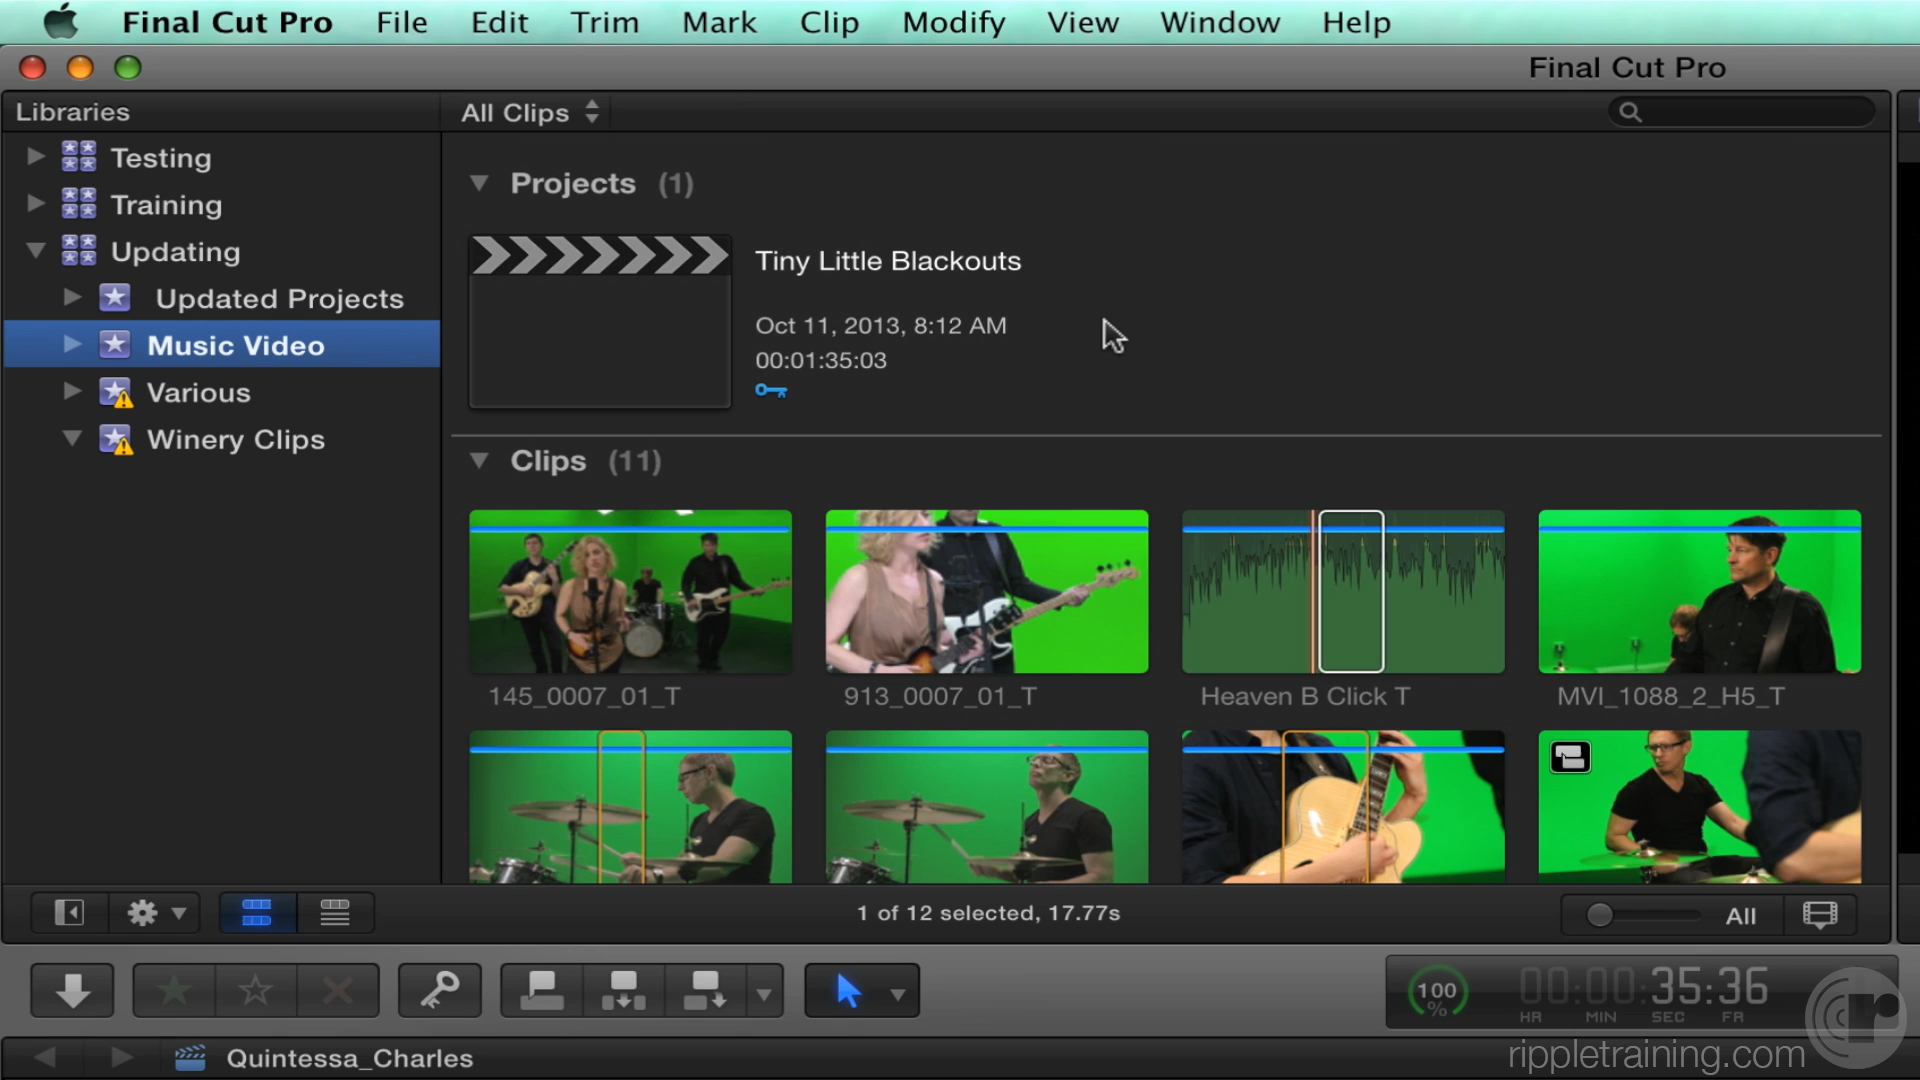 Final Cut Pro File Edit Trim Mark Clip Modify View Window Help
Final Cut Pro
Libraries
All Clips
Testing
Training
Updating
Updated Projects
Music Video
Various
Winery Clips
Projects (1)
Tiny Little Blackouts
Oct 11, 2013, 8:12 AM
00:01:35:03
Clips (11)
145_0007_01_T
913_0007_01_T
Heaven B Click T
MVI_1088_2_H5_T
1 of 12 selected, 17.77s
All
100
%
00:00:35:36
HR MIN SEC FR
Quintessa_Charles
rippletraining.com